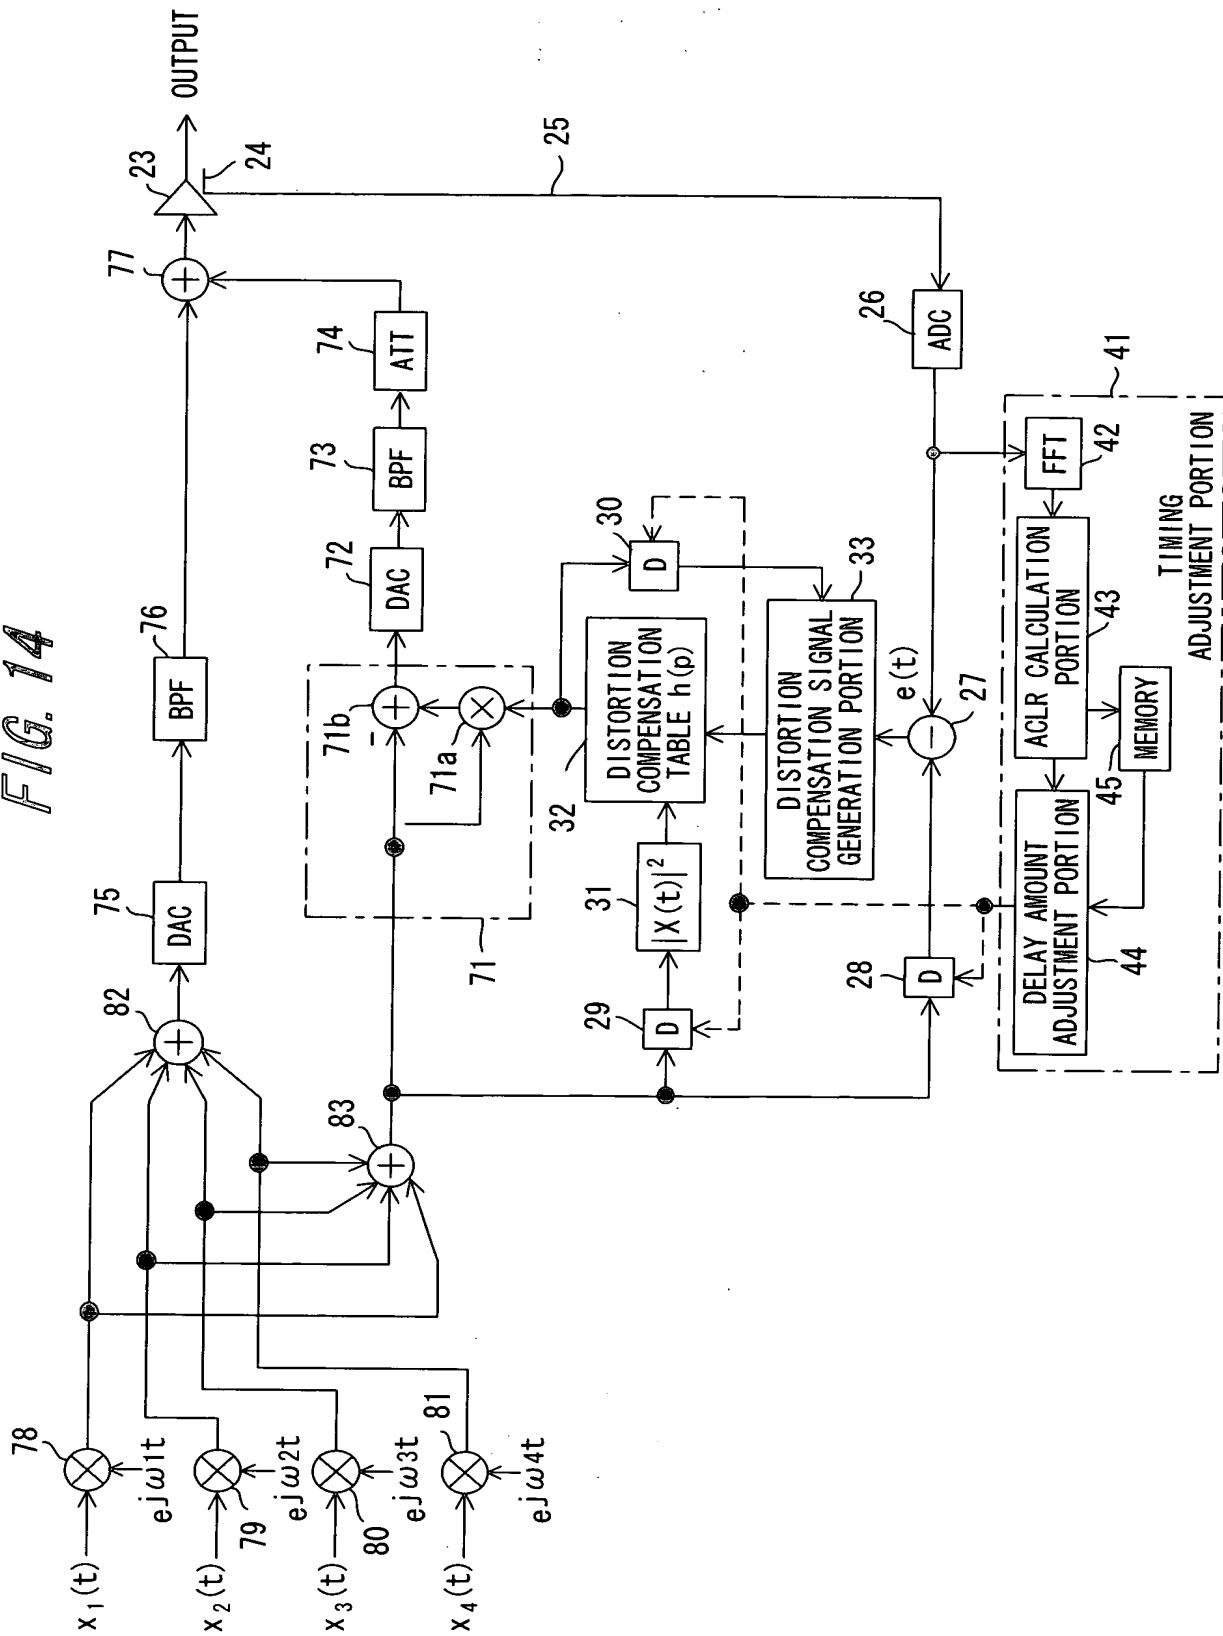 FIG. 14
x1(t)
78
ejω1t
x2(t)
79
ejω2t
x3(t)
80
ejω3t
x4(t)
81
ejω4t
82
+
83
+
75
DAC
76
BPF
77
+
23
OUTPUT
24
25
71
71b
+
−
71a
×
72
DAC
73
BPF
74
ATT
29
D
31
|X(t)|²
32
DISTORTION
COMPENSATION
TABLE h(p)
30
D
DISTORTION
COMPENSATION SIGNAL
GENERATION PORTION
33
28
D
−
27
e(t)
26
ADC
41
FFT
42
ACLR CALCULATION
PORTION
43
DELAY AMOUNT
ADJUSTMENT PORTION
44
45
MEMORY
TIMING
ADJUSTMENT PORTION